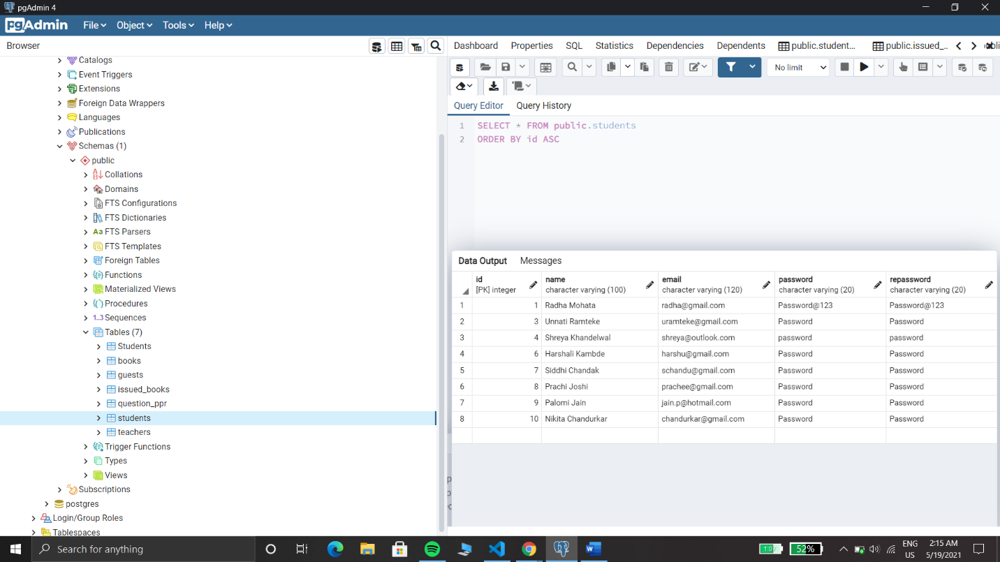 pgAdmin 4
pgAdmin File Object Tools Help
Browser
Catalogs
Event Triggers
Extensions
Foreign Data Wrappers
Languages
Publications
Schemas (1)
public
Collations
Domains
FTS Configurations
FTS Dictionaries
Aa FTS Parsers
FTS Templates
Foreign Tables
Functions
Materialized Views
Procedures
1..3 Sequences
Tables (7)
Students
books
guests
issued_books
question_ppr
students
teachers
Trigger Functions
Types
Views
Subscriptions
postgres
Login/Group Roles
Tablespaces
Dashboard Properties SQL Statistics Dependencies Dependents public.student... public.issued_...
No limit
Query Editor Query History
1 SELECT * FROM public.students
2 ORDER BY id ASC
Data Output Messages
id name email password repassword
[PK] integer character varying (100) character varying (120) character varying (20) character varying (20)
1 1 Radha Mohata radha@gmail.com Password@123 Password@123
2 3 Unnati Ramteke uramteke@gmail.com Password Password
3 4 Shreya Khandelwal shreya@outlook.com password password
4 6 Harshali Kambde harshu@gmail.com Password Password
5 7 Siddhi Chandak schandu@gmail.com Password Password
6 8 Prachi Joshi prachee@gmail.com Password Password
7 9 Palomi Jain jain.p@hotmail.com Password Password
8 10 Nikita Chandurkar chandurkar@gmail.com Password Password
Search for anything
1:07 52% ENG 2:15 AM
US 5/19/2021